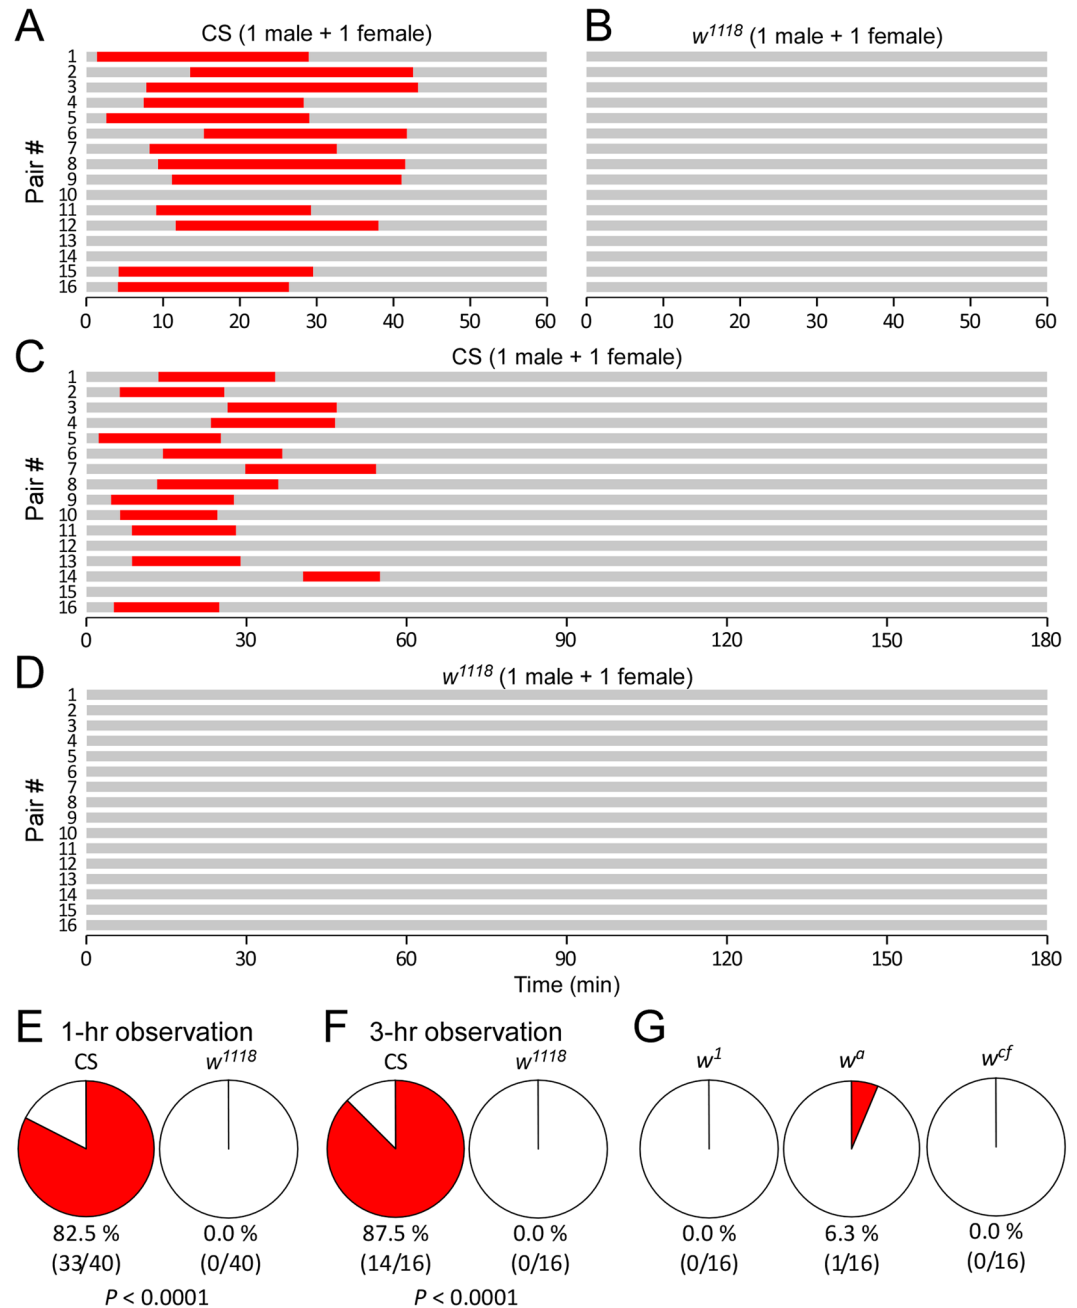 A
CS (1 male + 1 female)
Pair #
1
2
3
4
5
6
7
8
9
10
11
12
13
14
15
16
0 10 20 30 40 50 60
B
w1118 (1 male + 1 female)
0 10 20 30 40 50 60
C
CS (1 male + 1 female)
Pair #
1
2
3
4
5
6
7
8
9
10
11
12
13
14
15
16
0 30 60 90 120 150 180
D
w1118 (1 male + 1 female)
Pair #
1
2
3
4
5
6
7
8
9
10
11
12
13
14
15
16
0 30 60 90 120 150 180
Time (min)
E 1-hr observation
CS w1118
82.5 % 0.0 %
(33/40) (0/40)
P < 0.0001
F 3-hr observation
CS w1118
87.5 % 0.0 %
(14/16) (0/16)
P < 0.0001
G
w1 wa wcf
0.0 % 6.3 % 0.0 %
(0/16) (1/16) (0/16)